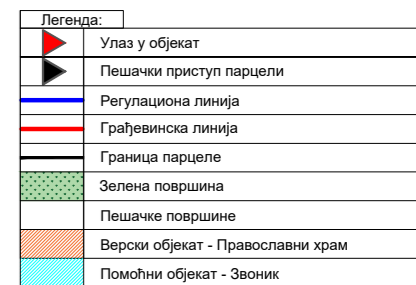 Легенда:
Улаз у објекат
Пешачки приступ парцели
Регулациона линија
Грађевинска линија
Граница парцеле
Зелена површина
Пешачке површине
Верски објекат - Православни храм
Помоћни објекат - Звоник